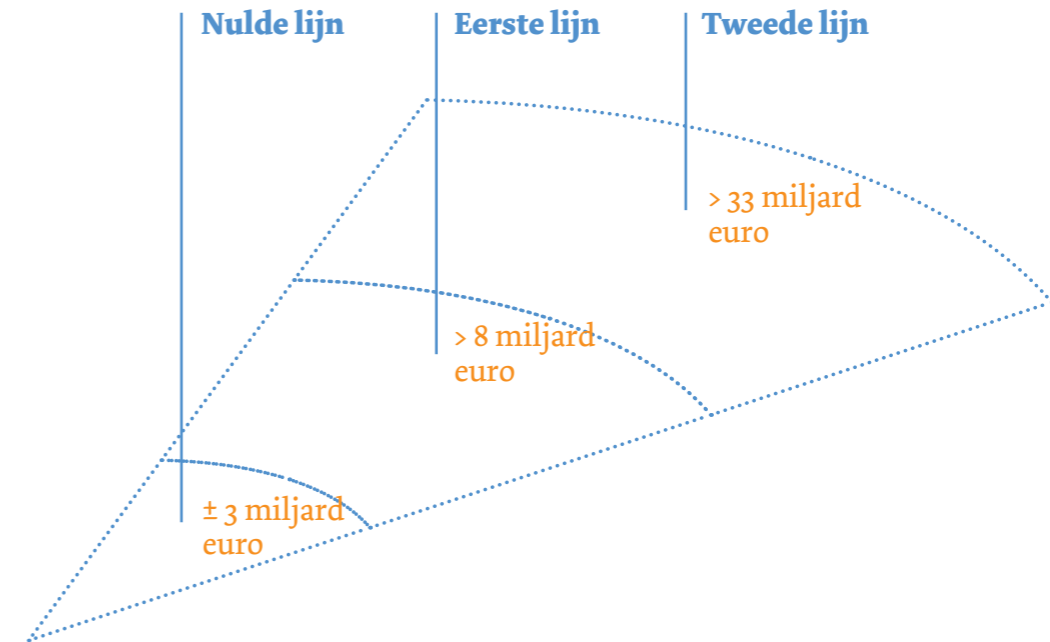 Nulde lijn
Eerste lijn
Tweede lijn
> 33 miljard
euro
> 8 miljard
euro
± 3 miljard
euro